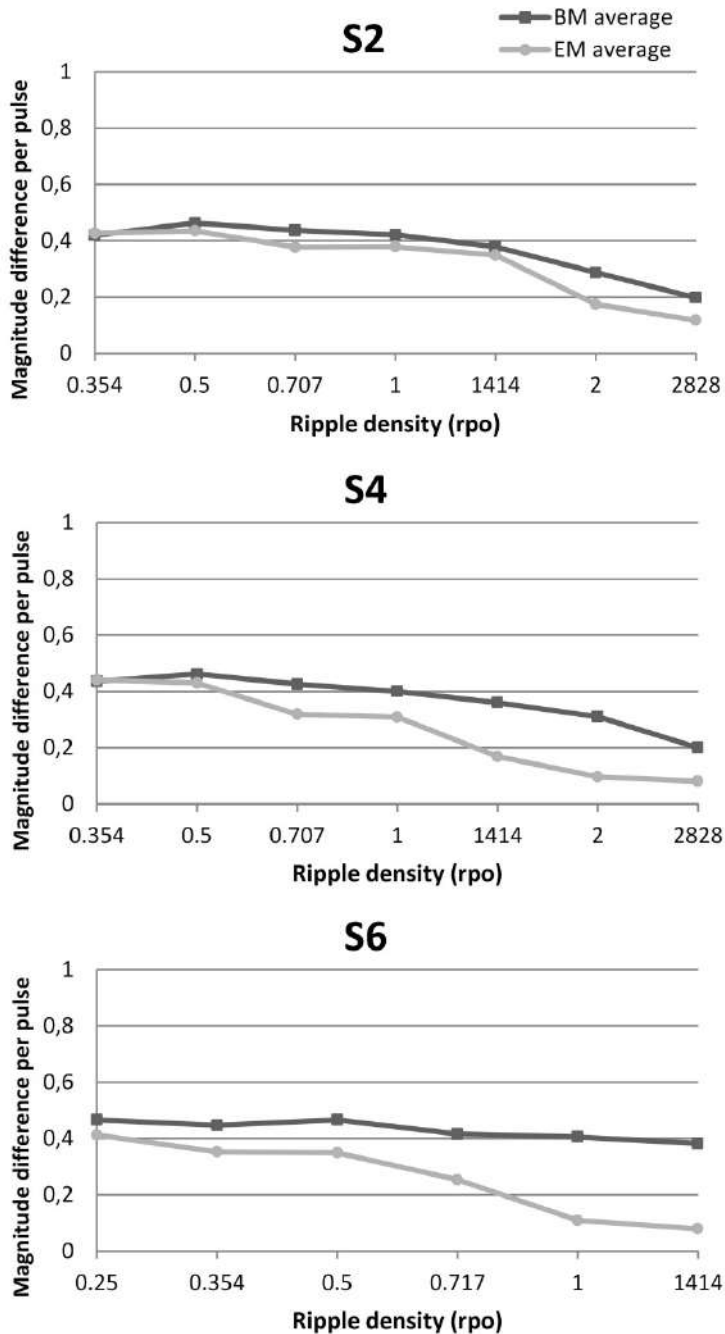 BM average
EM average
S2
Magnitude difference per pulse
1
0,8
0,6
0,4
0,2
0
0.354 0.5 0.707 1 1414 2 2828
Ripple density (rpo)
S4
Magnitude difference per pulse
1
0,8
0,6
0,4
0,2
0
0.354 0.5 0.707 1 1414 2 2828
Ripple density (rpo)
S6
Magnitude difference per pulse
1
0,8
0,6
0,4
0,2
0
0.25 0.354 0.5 0.717 1 1414
Ripple density (rpo)